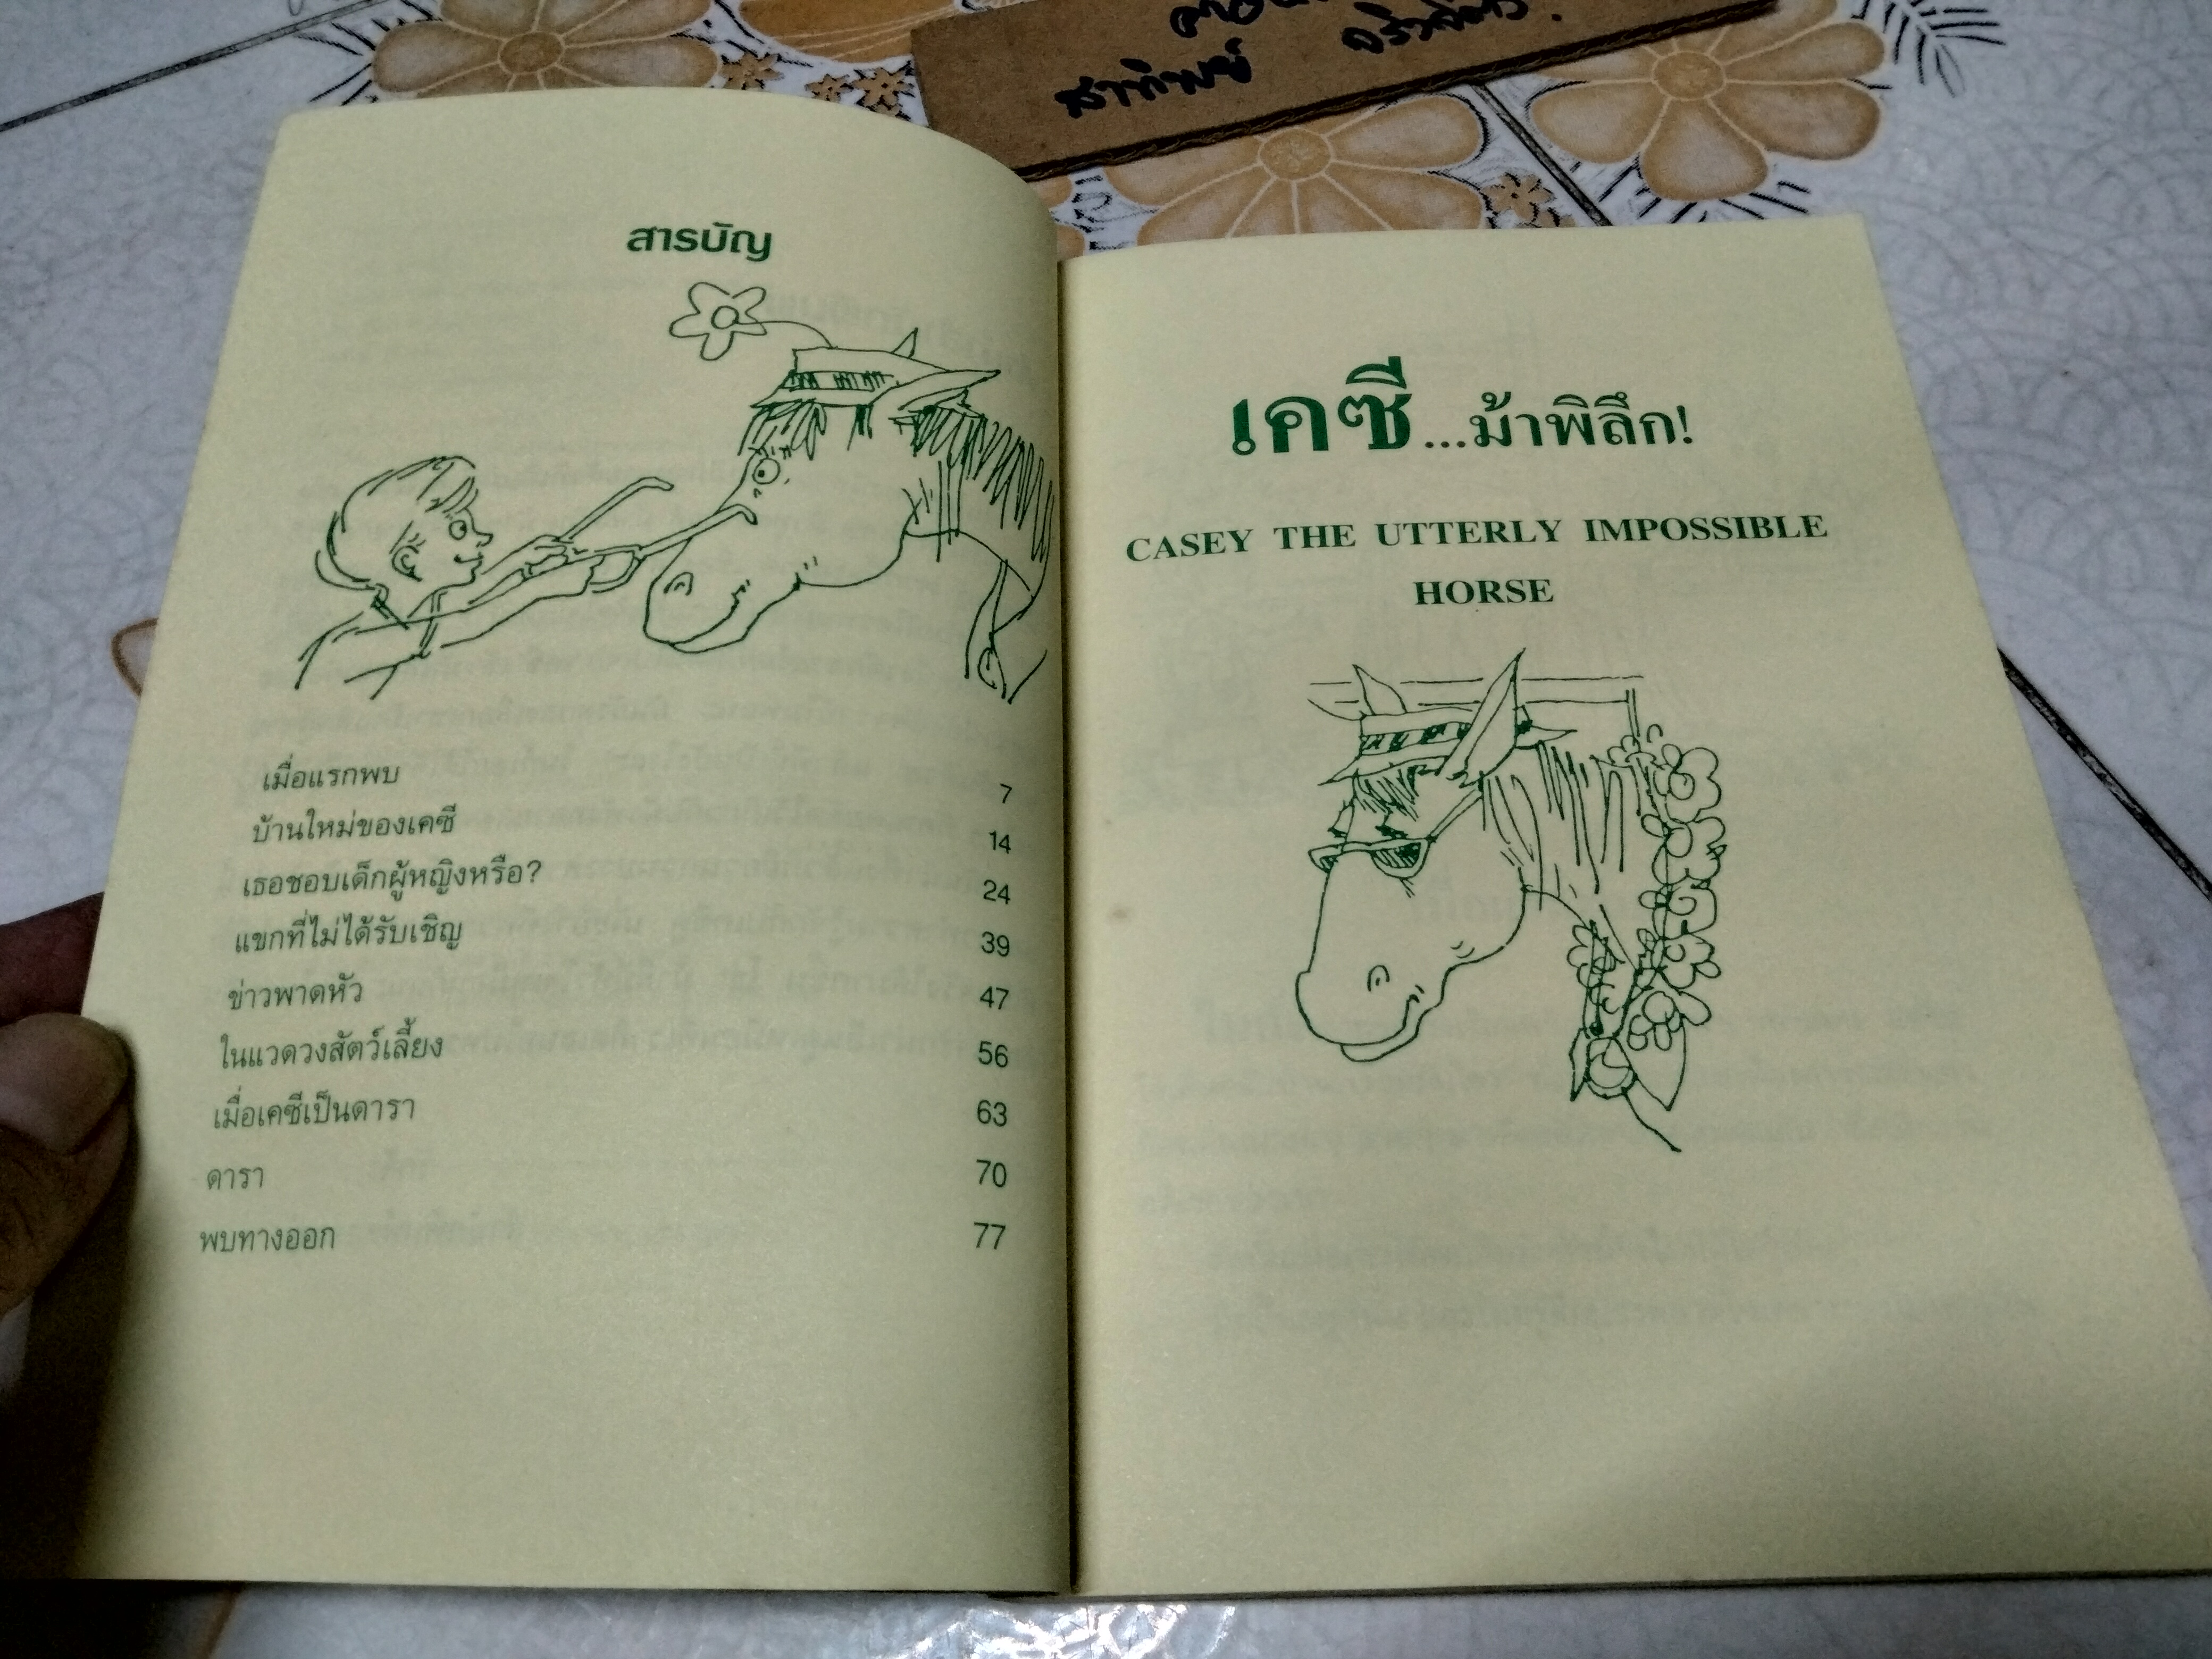 สารบัญ
เมื่อแรกพบ 7
บ้านใหม่ของเคซี 14
เธอชอบเด็กผู้หญิงหรือ? 24
แขกที่ไม่ได้รับเชิญ 39
ข่าวพาดหัว 47
ในแวดวงสัตว์เลี้ยง 56
เมื่อเคซีเป็นดารา 63
ดารา 70
พบทางออก 77
เคซี...ม้าพิลึก!
CASEY THE UTTERLY IMPOSSIBLE
HORSE